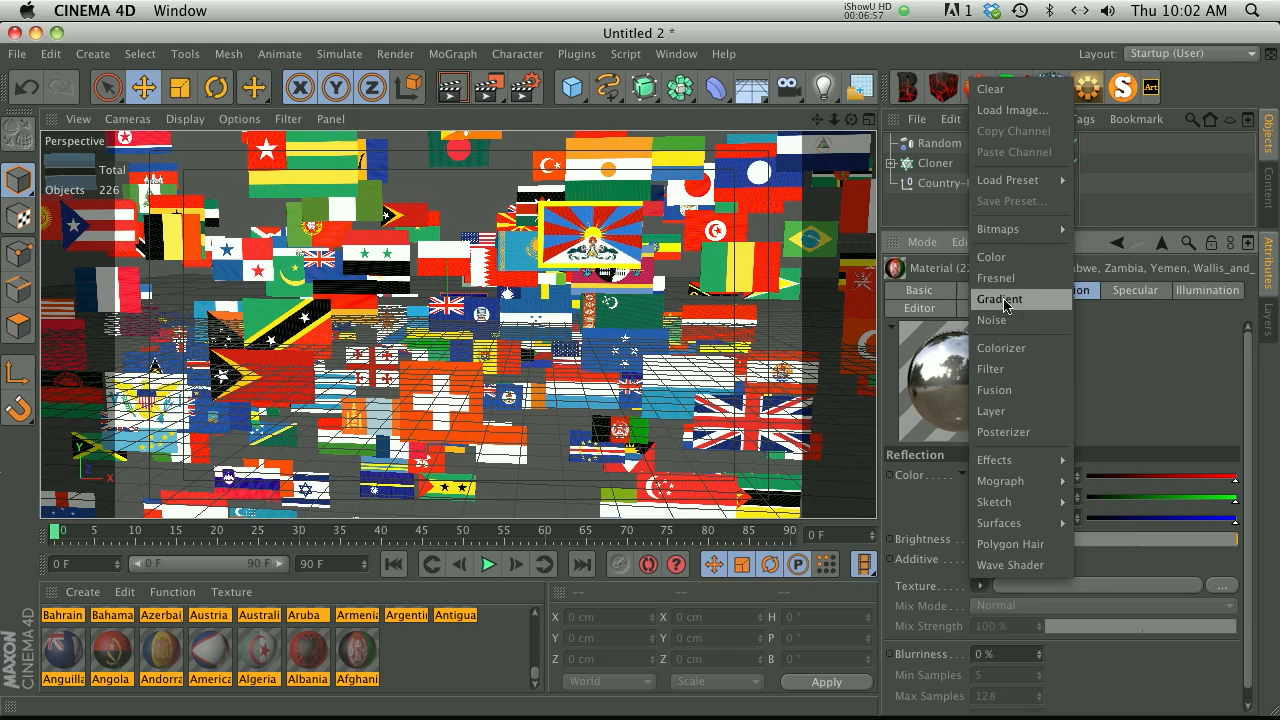 CINEMA 4D Window
iShowU HD
00:06:57
1
Thu 10:02 AM
Untitled 2 *
File Edit Create Select Tools Mesh Animate Simulate Render MoGraph Character Plugins Script Window Help
Layout: Startup (User)
X Y Z
S Art
View Cameras Display Options Filter Panel
File Edit
Tags Bookmark
Perspective
Total
Objects 226
Random
Cloner
Country-
Objects
Content
Attributes
Layers
Mode
Material (22
Basic
Specular Illumination
Editor
Clear
Load Image...
Copy Channel
Paste Channel
Load Preset
Save Preset...
Bitmaps
Color
Fresnel
Gradient
Noise
Colorizer
Filter
Fusion
Layer
Posterizer
Effects
Mograph
Sketch
Surfaces
Polygon Hair
Wave Shader
Reflection
Color
Brightness
Additive
Texture
...
Mix Mode Normal
Mix Strength 100 %
Blurriness 0 %
Min Samples 5
Max Samples 128
0 5 10 15 20 25 30 35 40 45 50 55 60 65 70 75 80 85 90 0 F
0 F 0 F 90 F 90 F
P
Create Edit Function Texture
-- -- --
Bahrain Bahama Azerbai Austria Australi Aruba Armenia Argentin Antigua
Anguilla Angola Andorra America Algeria Albania Afghani
X 0 cm X 0 cm H 0 °
Y 0 cm Y 0 cm P 0 °
Z 0 cm Z 0 cm B 0 °
World Scale Apply
MAXON
CINEMA 4D